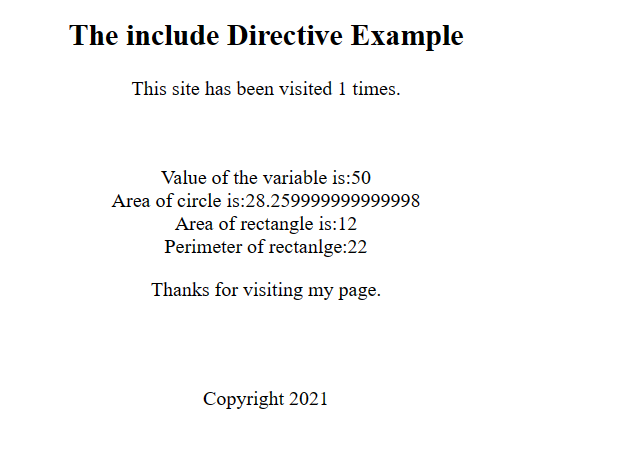 The include Directive Example
This site has been visited 1 times.
Value of the variable is:50
Area of circle is:28.259999999999998
Area of rectangle is:12
Perimeter of rectanlge:22
Thanks for visiting my page.
Copyright 2021